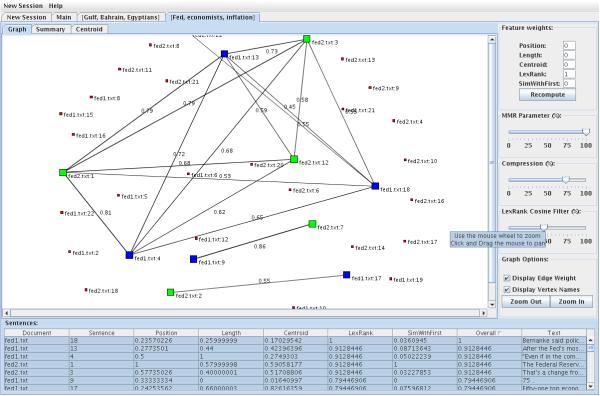 New Session Help
New Session Main [Gulf, Bahrain, Egyptians] [Fed, economists, inflation]
Graph Summary Centroid
Feature weights:
Position: 0
Length: 0
Centroid: 0
LexRank: 1
SimWithFirst: 0
Recompute
MMR Parameter (%):
0 25 50 75 100
Compression (%):
0 25 50 75 100
LexRank Cosine Filter (%):
50 75 100
Use the mouse wheel to zoom
Click and Drag the mouse to pan
Graph Options:
Display Edge Weight
Display Vertex Names
Zoom Out Zoom In
fed2.txt:8
fed1.txt:13
fed2.txt:3
0.73
fed2.txt:13
fed2.txt:11
fed2.txt:21
fed2.txt:9
fed1.txt:8
0.79
0.79
0.58
0.45
0.59
fed1.txt:21
fed1.txt:15
fed2.txt:4
0.55
fed1.txt:16
0.72
0.68
0.68
fed2.txt:20
fed2.txt:12
fed2.txt:10
fed2.txt:1
fed1.txt:6
0.53
fed1.txt:18
fed2.txt:6
fed1.txt:5
fed2.txt:16
0.81
0.62
0.65
fed1.txt:22
fed2.txt:7
fed1.txt:12
0.86
fed2.txt:14
fed2.txt:17
fed1.txt:2
fed1.txt:4
fed1.txt:9
0.55
fed1.txt:17
fed1.txt:19
fed2.txt:18
fed2.txt:2
fed1.txt:10
Sentences:
Document Sentence Position Length Centroid LexRank SimWithFirst Overall Text
fed1.txt 18 0.23570226 0.25999999 0.17029542 1 0.0360945 1 Bernanke said polic...
fed1.txt 13 0.2773501 0.44 0.42396396 0.9128446 0.08713643 0.9128446 After the Fed's mos...
fed1.txt 4 0.5 1 0.2749303 0.9128446 0.05022239 0.9128446 "Even if in the com...
fed2.txt 1 1 0.57999998 0.59058177 0.9128446 1 0.9128446 The Federal Reserv...
fed2.txt 3 0.57735026 0.40000001 0.51708806 0.9128446 0.03227853 0.9128446 That's a change fro...
fed1.txt 9 0.33333334 0 0.01640997 0.79446906 0 0.79446906 75
fed1.txt 17 0.24253562 0.66000003 0.82616359 0.79446906 0.07596812 0.79446906 Fifty-one top econo...